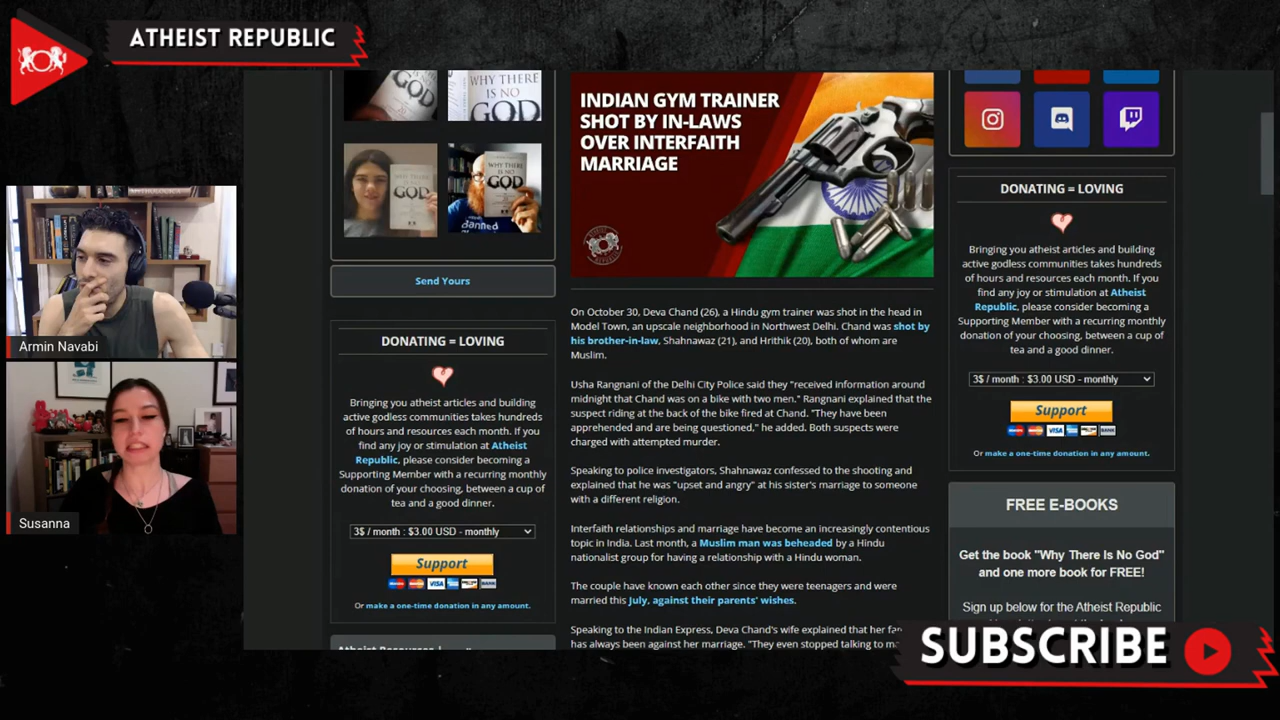 ATHEIST REPUBLIC
WHY THERE
GOD
IS NO
GOD
WHY THERE
IS NO
GOD
WHY THERE
IS NO
GOD
Banned
Send Yours
DONATING = LOVING
Bringing you atheist articles and building
active godless communities takes hundreds
of hours and resources each month. If you
find any joy or stimulation at Atheist
Republic, please consider becoming a
Supporting Member with a recurring monthly
donation of your choosing, between a cup of
tea and a good dinner.
3$ / month : $3.00 USD - monthly
Support
VISA
BANK
Or make a one-time donation in any amount.
INDIAN GYM TRAINER
SHOT BY IN-LAWS
OVER INTERFAITH
MARRIAGE
On October 30, Deva Chand (26), a Hindu gym trainer was shot in the head in
Model Town, an upscale neighborhood in Northwest Delhi. Chand was shot by
his brother-in-law, Shahnawaz (21), and Hrithik (20), both of whom are
Muslim.
Usha Rangnani of the Delhi City Police said they "received information around
midnight that Chand was on a bike with two men." Rangnani explained that the
suspect riding at the back of the bike fired at Chand. "They have been
apprehended and are being questioned," he added. Both suspects were
charged with attempted murder.
Speaking to police investigators, Shahnawaz confessed to the shooting and
explained that he was "upset and angry" at his sister's marriage to someone
with a different religion.
Interfaith relationships and marriage have become an increasingly contentious
topic in India. Last month, a Muslim man was beheaded by a Hindu
nationalist group for having a relationship with a Hindu woman.
The couple have known each other since they were teenagers and were
married this July, against their parents' wishes.
Speaking to the Indian Express, Deva Chand's wife explained that her
has always been against her marriage. "They even stopped talking to
DONATING = LOVING
Bringing you atheist articles and building
active godless communities takes hundreds
of hours and resources each month. If you
find any joy or stimulation at Atheist
Republic, please consider becoming a
Supporting Member with a recurring monthly
donation of your choosing, between a cup of
tea and a good dinner.
3$ / month : $3.00 USD - monthly
Support
VISA
BANK
Or make a one-time donation in any amount.
FREE E-BOOKS
Get the book "Why There Is No God"
and one more book for FREE!
Sign up below for the Atheist Republic
Armin Navabi
Susanna
SUBSCRIBE